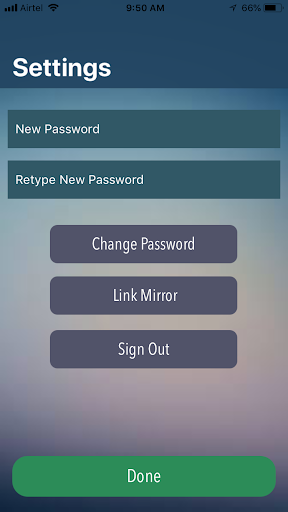 Airtel 9:50 AM 66%
Settings
New Password
Retype New Password
Change Password
Link Mirror
Sign Out
Done